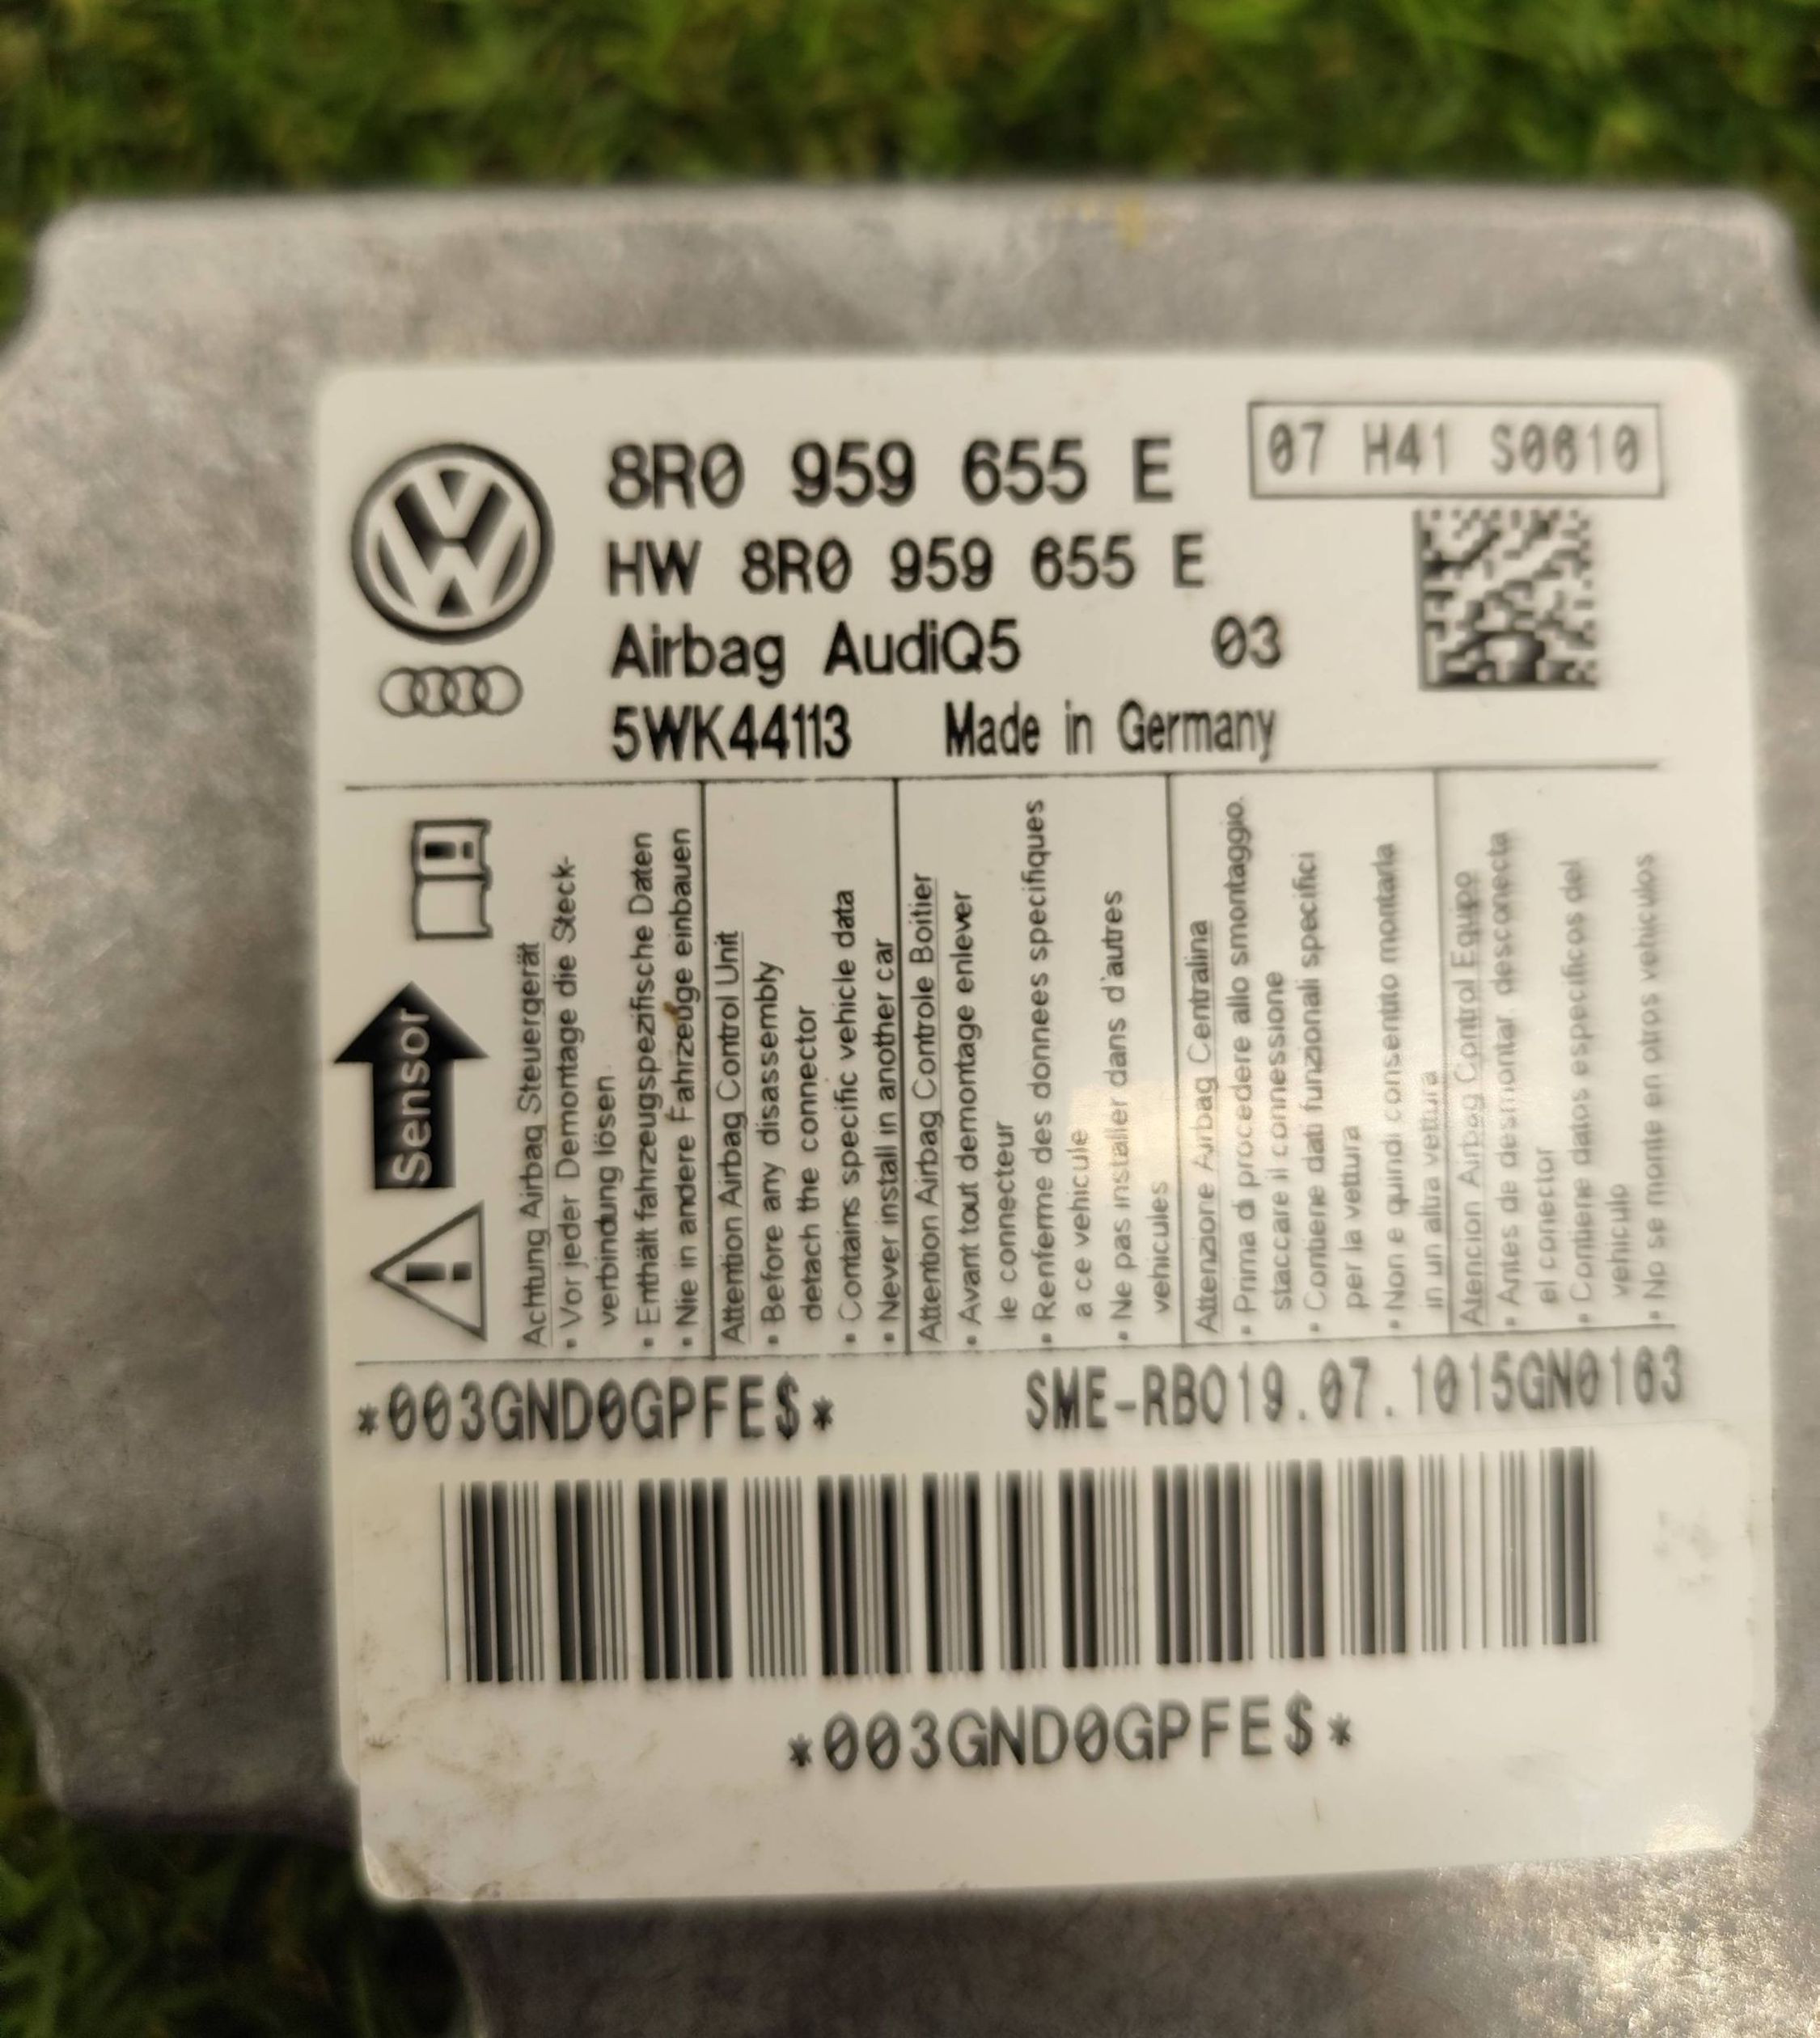 8R0 959 655 E
07 H41 S0610
HW 8R0 959 655 E
Airbag AudiQ5 03
5WK44113 Made in Germany
Sensor
Achtung Airbag Steuergerät
• Vor jeder Demontage die Steck-
verbindung lösen
• Enthält fahrzeugspezifische Daten
• Nie in andere Fahrzeuge einbauen
Attention Airbag Control Unit
• Before any disassembly
detach the connector
• Contains specific vehicle data
• Never install in another car
Attention Airbag Controle Boitier
• Avant tout demontage enlever
le connecteur
• Renferme des donnees specifiques
a ce vehicule
• Ne pas installer dans d'autres
vehicules
Attenzione Airbag Centralina
• Prima di procedere allo smontaggio.
staccare il connessione
• Contiene dati funzionali specifici
per la vettura
• Non e quindi consentito montarla
in un altra vettura
Atencion Airbag Control Equipo
• Antes de desmontar, desconecta
el conector
• Contiene datos especificos del
vehiculo
• No se monte en otros vehiculos
*003GND0GPFE$*
SME-RBO19.07.1015GN0163
*003GND0GPFE$*